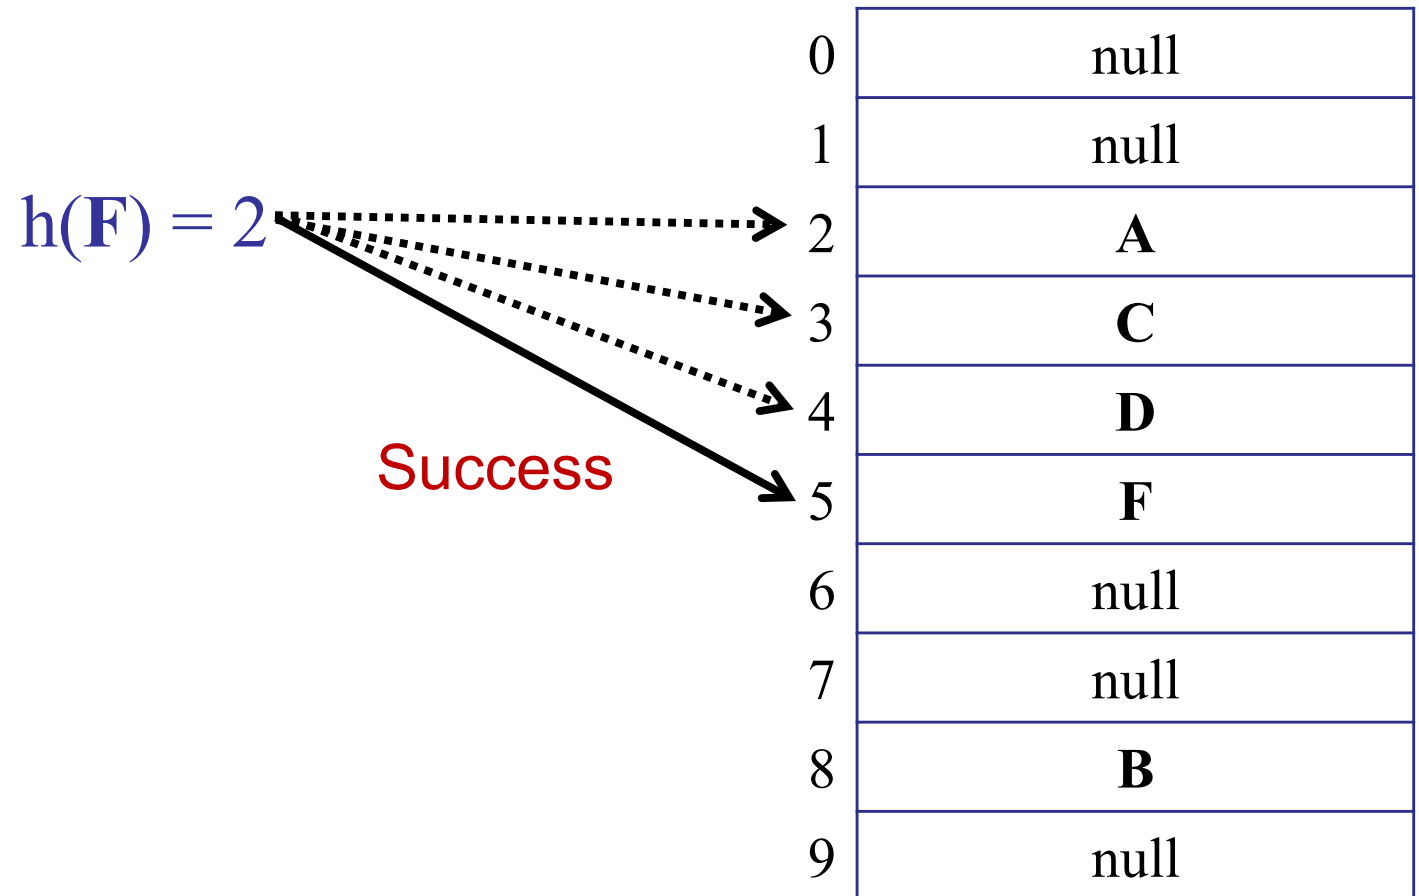 0 null
1 null
h(F) = 2
2 A
3 C
4 D
Success
5 F
6 null
7 null
8 B
9 null